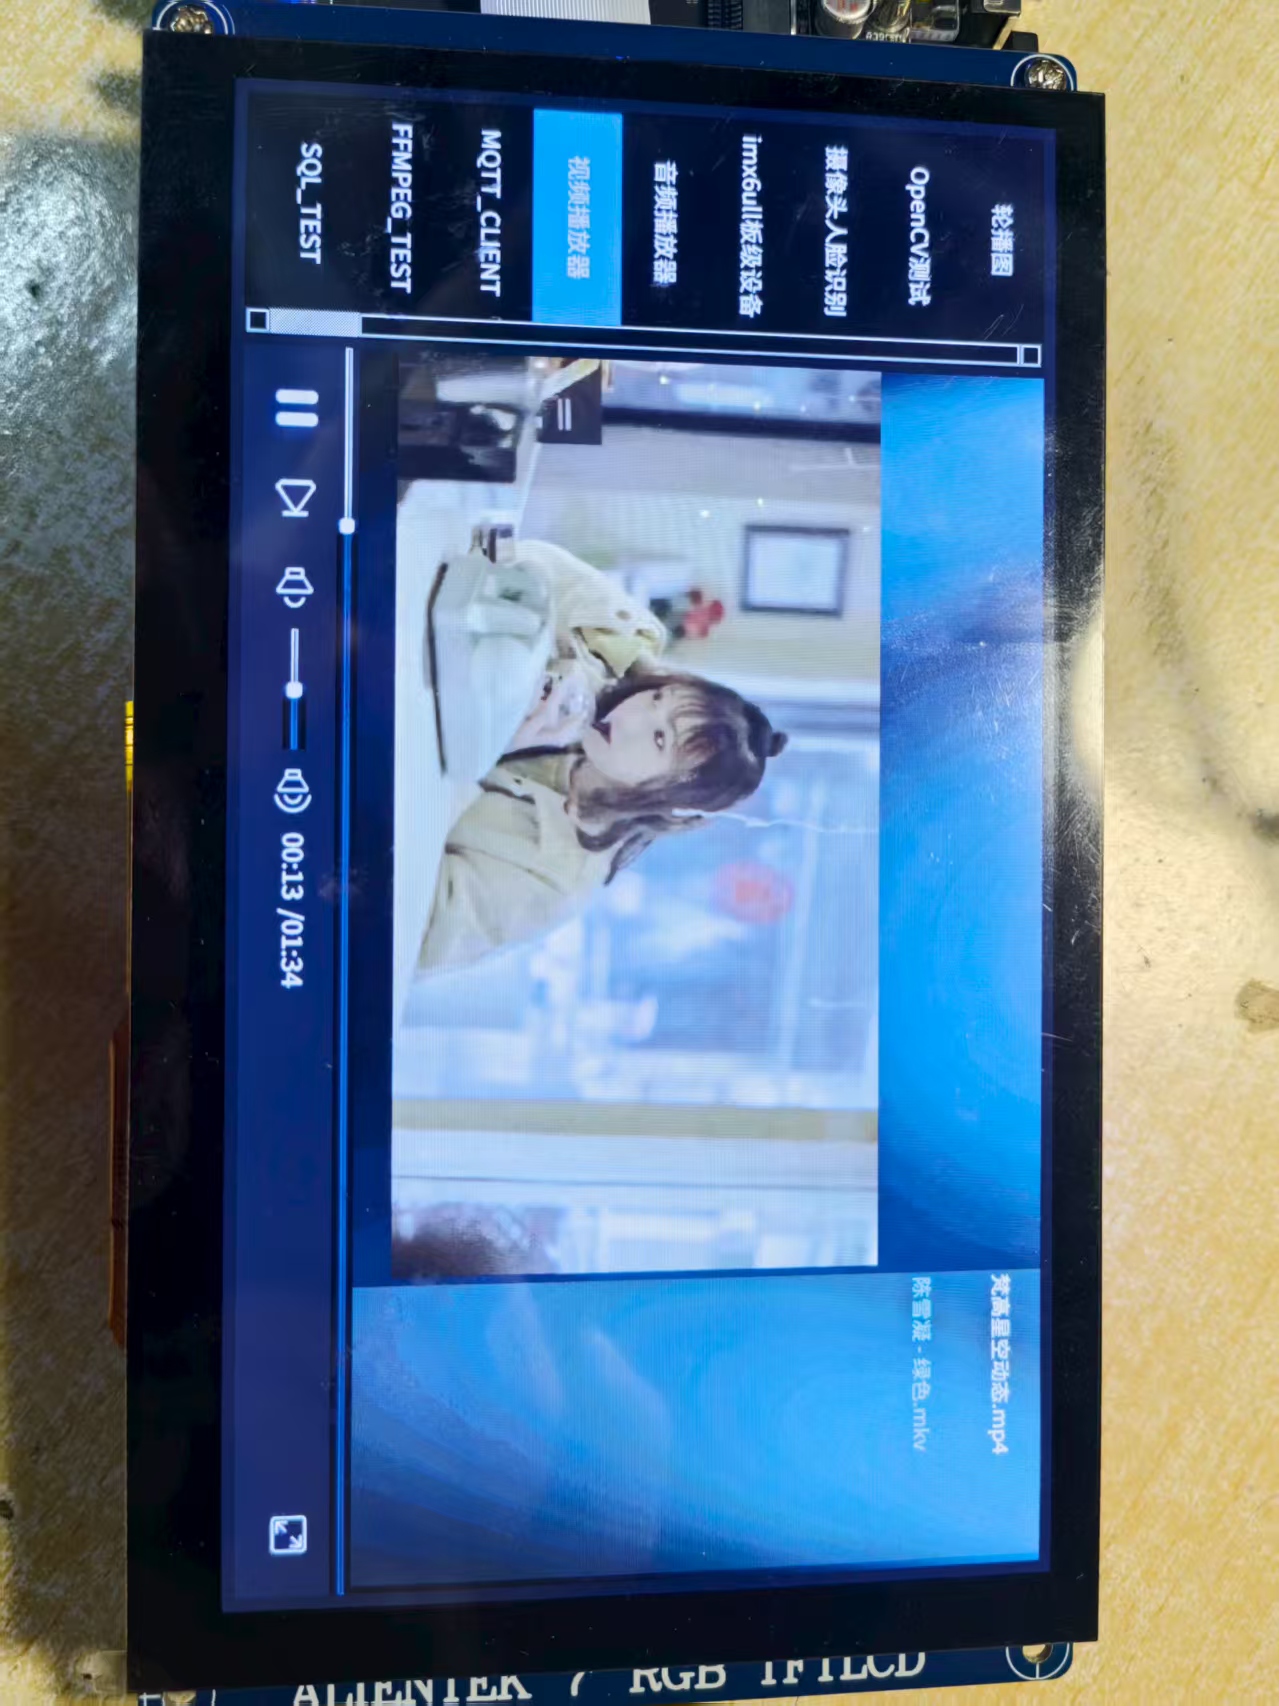 轮播图
OpenCV测试
摄像头人脸识别
imx6ull板级设备
音频播放器
视频播放器
MQTT_CLIENT
FFMPEG_TEST
SQL_TEST
梵高星空动态.mp4
陈雪凝 - 绿色.mkv
00:13 /01:34
ALIENTEK / RGB TFTLCD